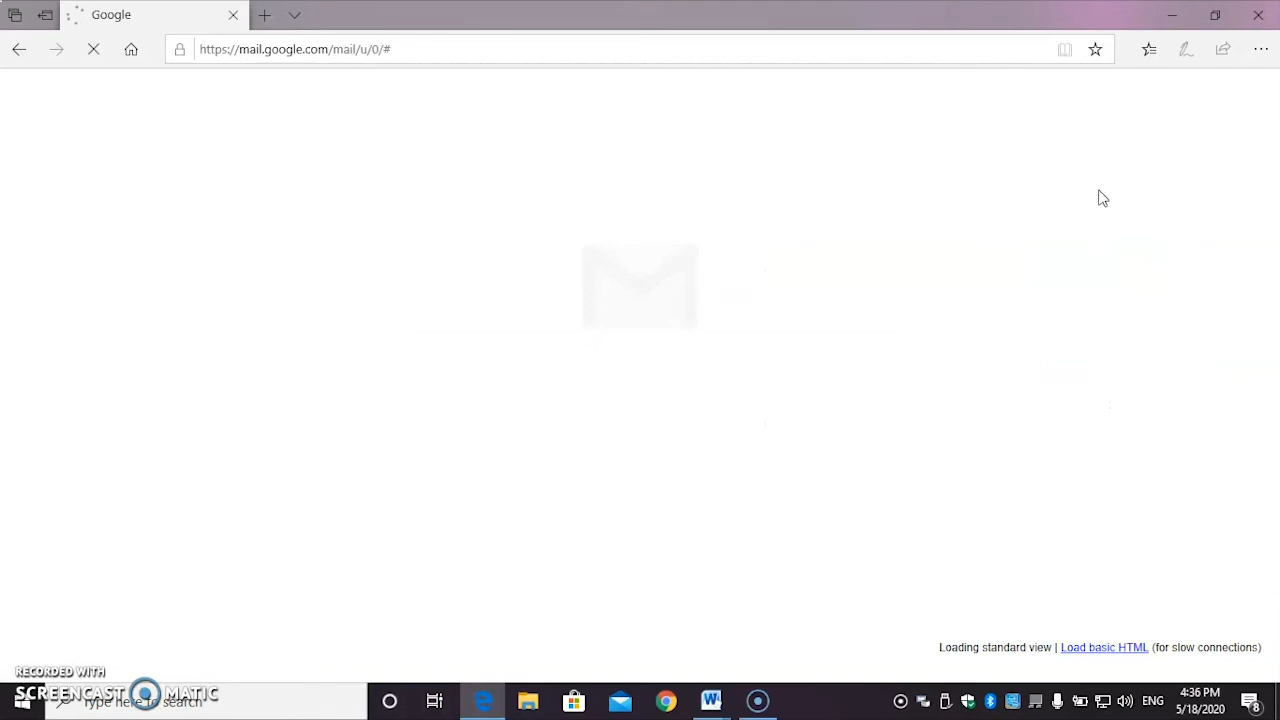 Google
https://mail.google.com/mail/u/0/#
Loading standard view | Load basic HTML (for slow connections)
RECORDED WITH
SCREENCAST MATIC
Type here to search
ENG
4:36 PM
5/18/2020
8